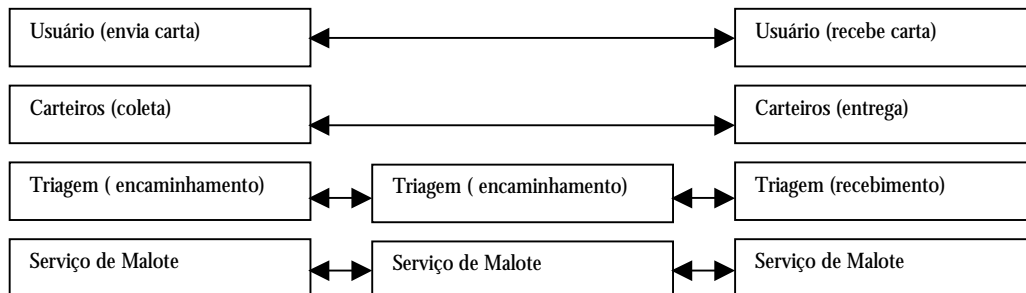 Usuário (envia carta)
Usuário (recebe carta)
Carteiros (coleta)
Carteiros (entrega)
Triagem ( encaminhamento)
Triagem ( encaminhamento)
Triagem (recebimento)
Serviço de Malote
Serviço de Malote
Serviço de Malote